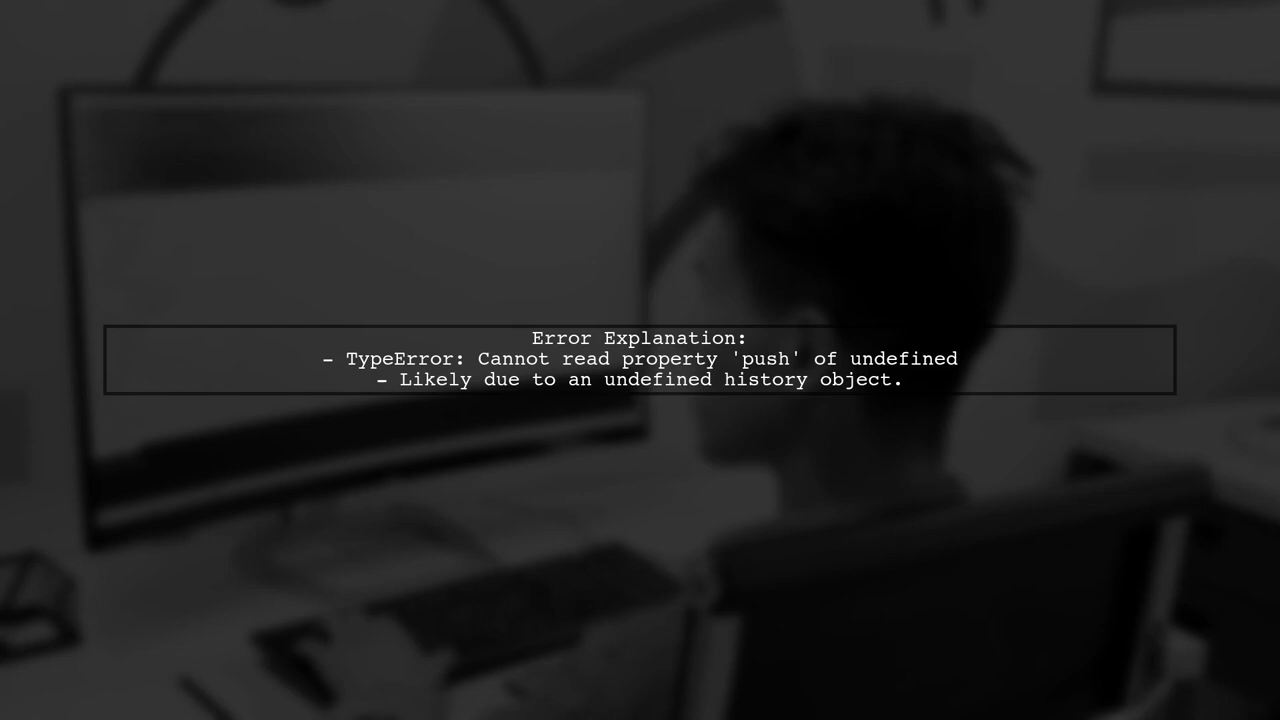 Error Explanation:
- TypeError: Cannot read property 'push' of undefined
- Likely due to an undefined history object.